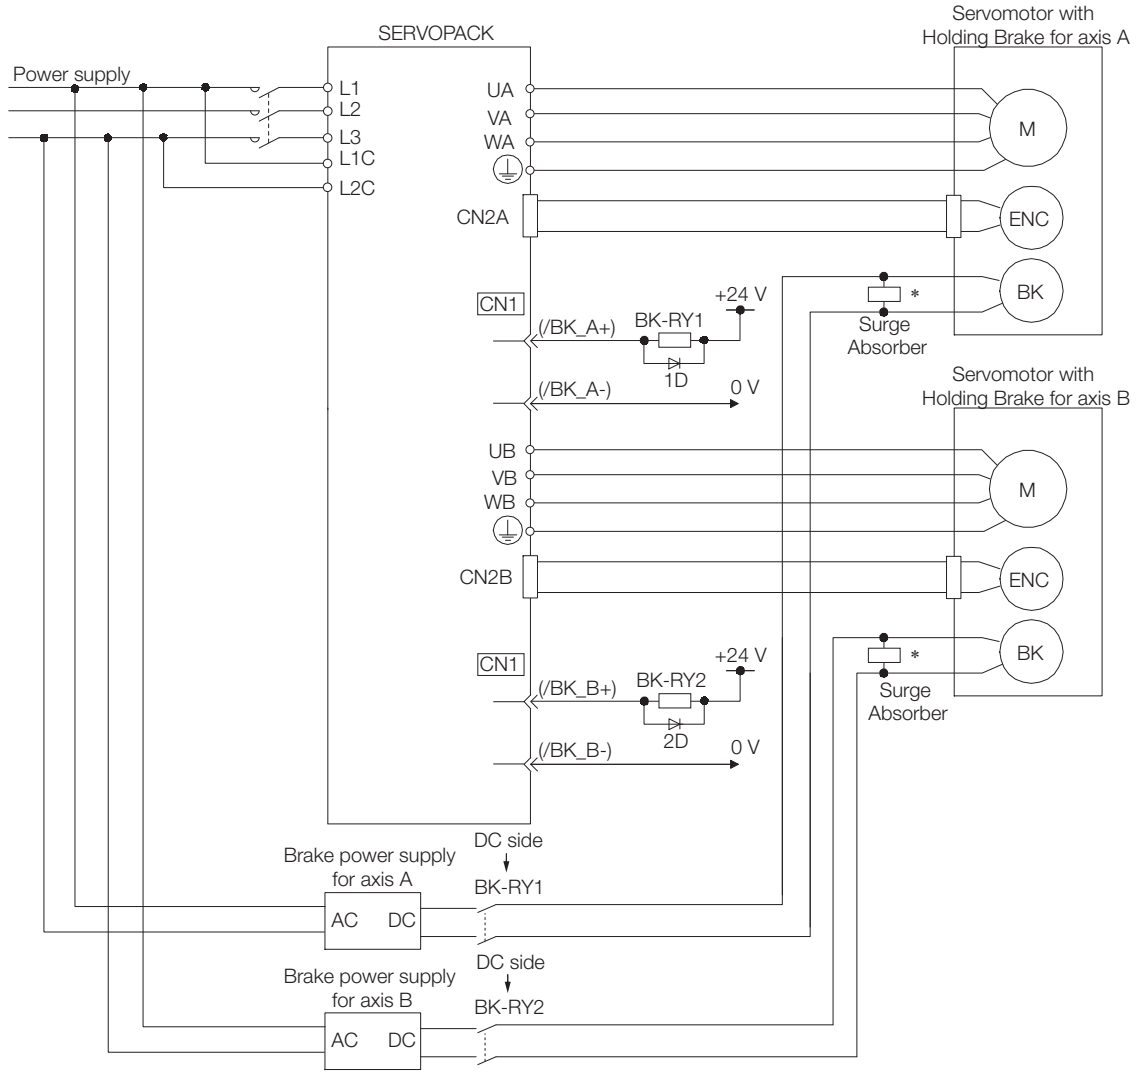 SERVOPACK
Servomotor with
Holding Brake for axis A
Power supply
L1
L2
L3
L1C
L2C
UA
VA
WA
M
CN2A
ENC
CN1
(/BK_A+)
BK-RY1
+24 V
1D
(/BK_A-)
0 V
BK
*
Surge
Absorber
Servomotor with
Holding Brake for axis B
UB
VB
WB
M
CN2B
ENC
CN1
(/BK_B+)
BK-RY2
+24 V
2D
(/BK_B-)
0 V
BK
*
Surge
Absorber
DC side
Brake power supply
for axis A
BK-RY1
AC DC
DC side
Brake power supply
for axis B
BK-RY2
AC DC